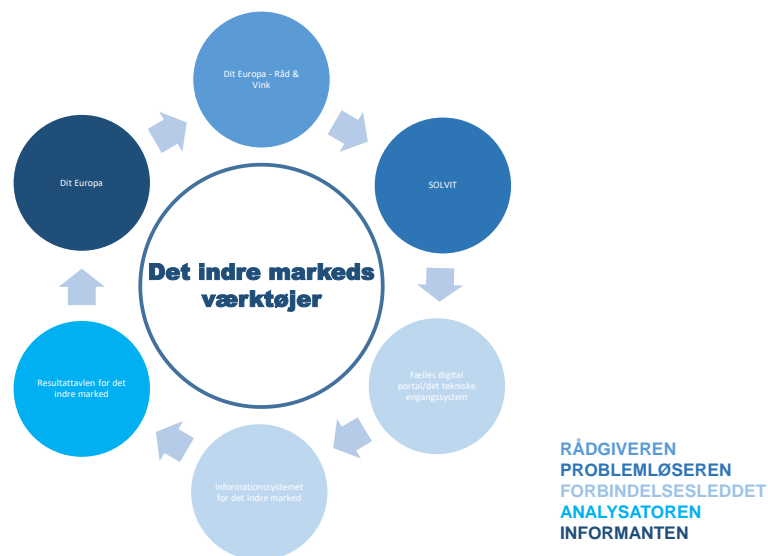 Dit Europa - Råd &
Vink
SOLVIT
Fælles digital
portal/det tekniske
engangssystem
Informationssystemet
for det indre marked
Resultattavlen for det
indre marked
Dit Europa
Det indre markeds
værktøjer
RÅDGIVEREN
PROBLEMLØSEREN
FORBINDELSESLEDDET
ANALYSATOREN
INFORMANTEN